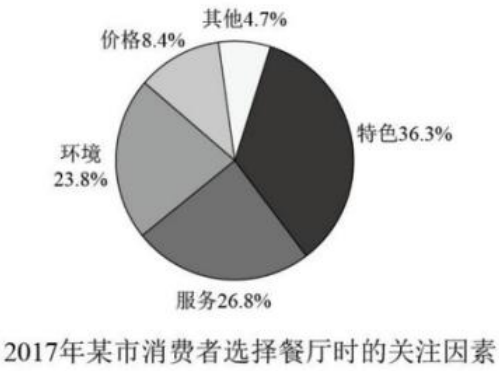 其他4.7%
价格8.4%
特色36.3%
环境
23.8%
服务26.8%
2017年某市消费者选择餐厅时的关注因素